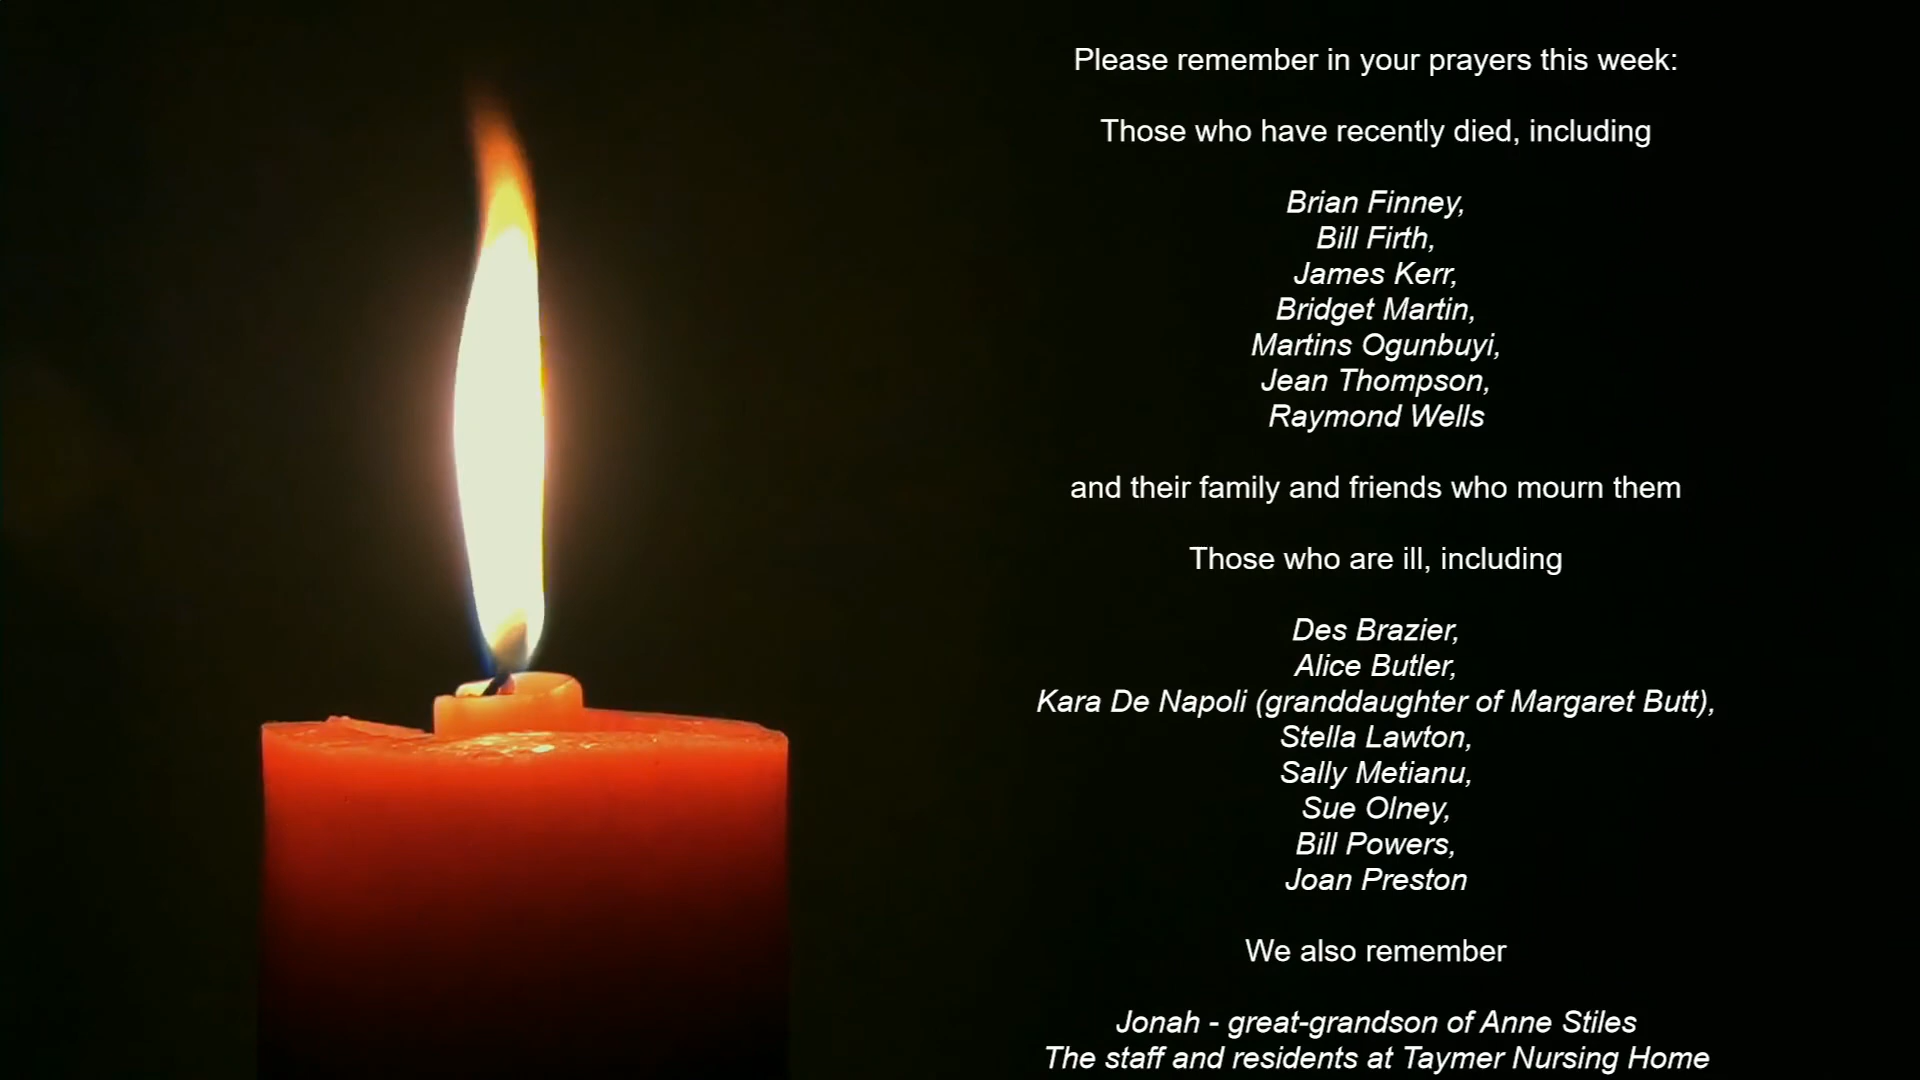 Please remember in your prayers this week:
Those who have recently died, including
Brian Finney,
Bill Firth,
James Kerr,
Bridget Martin,
Martins Ogunbuyi,
Jean Thompson,
Raymond Wells
and their family and friends who mourn them
Those who are ill, including
Des Brazier,
Alice Butler,
Kara De Napoli (granddaughter of Margaret Butt),
Stella Lawton,
Sally Metianu,
Sue Olney,
Bill Powers,
Joan Preston
We also remember
Jonah - great-grandson of Anne Stiles
The staff and residents at Taymer Nursing Home